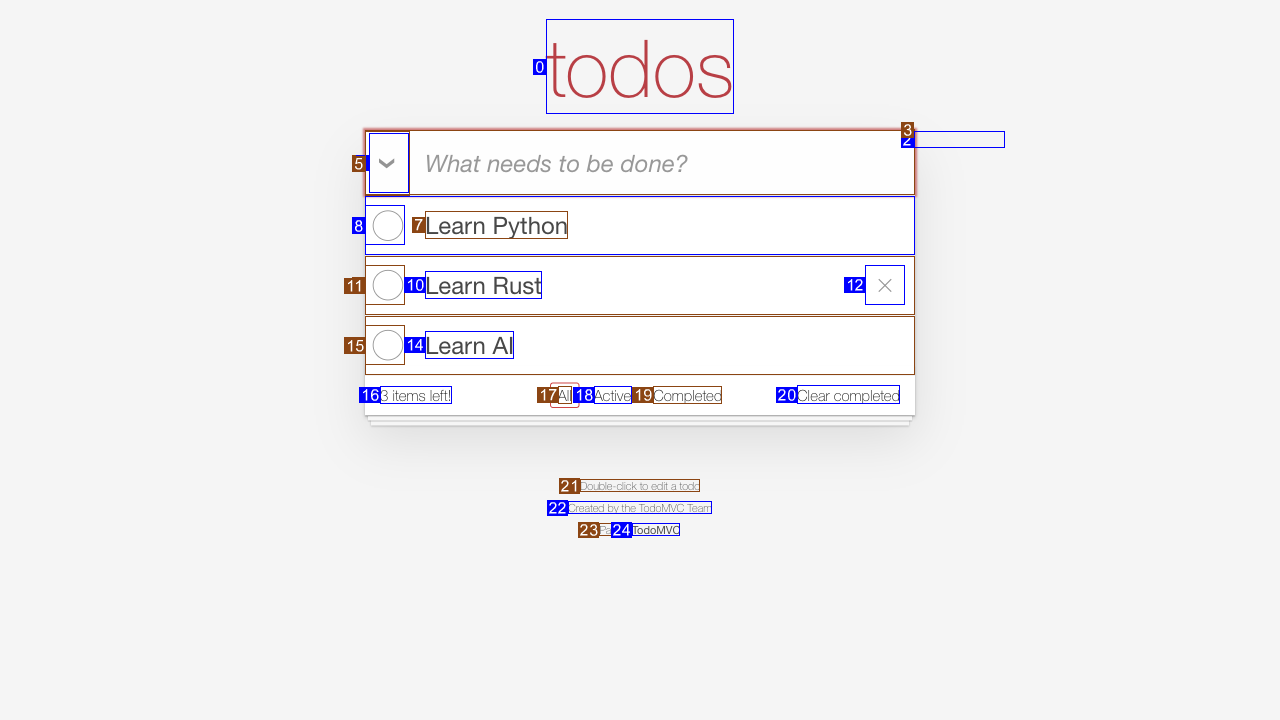 0
todos
3
2
5
What needs to be done?
8
7
Learn Python
11
10
Learn Rust
12
15
14
Learn AI
16
3 items left!
17
All
18
Active
19
Completed
20
Clear completed
21
Double-click to edit a todo
22
Created by the TodoMVC Team
23
24
TodoMVC